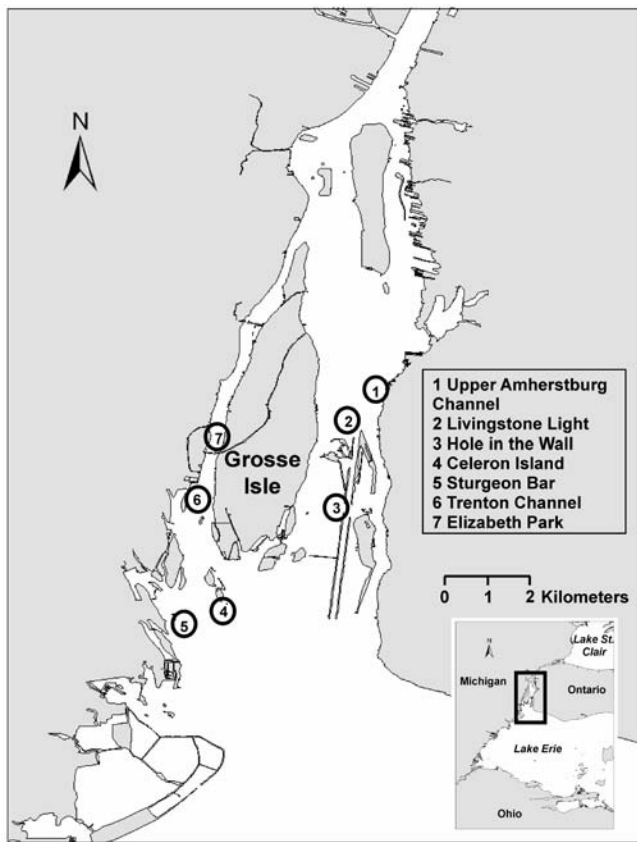 N
1
2
7
Grosse
Isle
6
3
4
5
1 Upper Amherstburg
Channel
2 Livingstone Light
3 Hole in the Wall
4 Celeron Island
5 Sturgeon Bar
6 Trenton Channel
7 Elizabeth Park
0 1 2 Kilometers
N
Lake St.
Clair
Michigan
Ontario
Lake Erie
Ohio